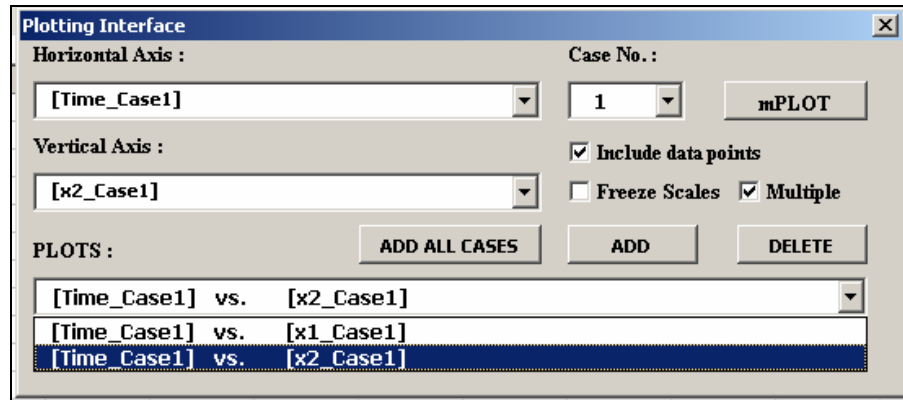 Plotting Interface
Horizontal Axis :
Case No. :
[Time_Case1]
1
mPLOT
Vertical Axis :
Include data points
[x2_Case1]
Freeze Scales
Multiple
PLOTS :
ADD ALL CASES
ADD
DELETE
[Time_Case1] vs. [x2_Case1]
[Time_Case1] vs. [x1_Case1]
[Time_Case1] vs. [x2_Case1]